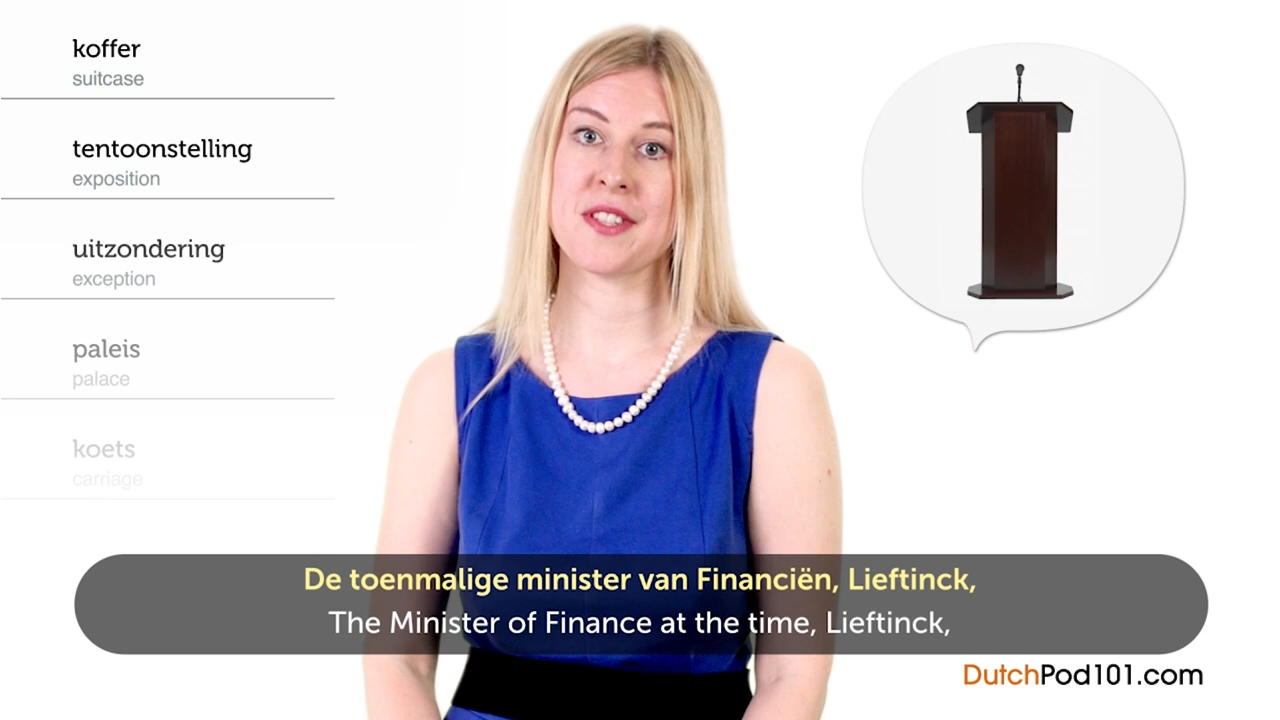 koffer
suitcase
tentoonstelling
exposition
uitzondering
exception
paleis
palace
koets
carriage
De toenmalige minister van Financiën, Lieftinck,
The Minister of Finance at the time, Lieftinck,
DutchPod101.com